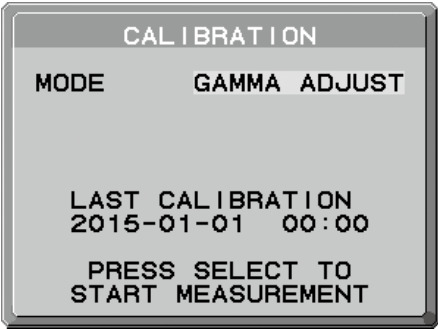 CALIBRATION
MODE GAMMA ADJUST
LAST CALIBRATION
2015-01-01 00:00
PRESS SELECT TO
START MEASUREMENT